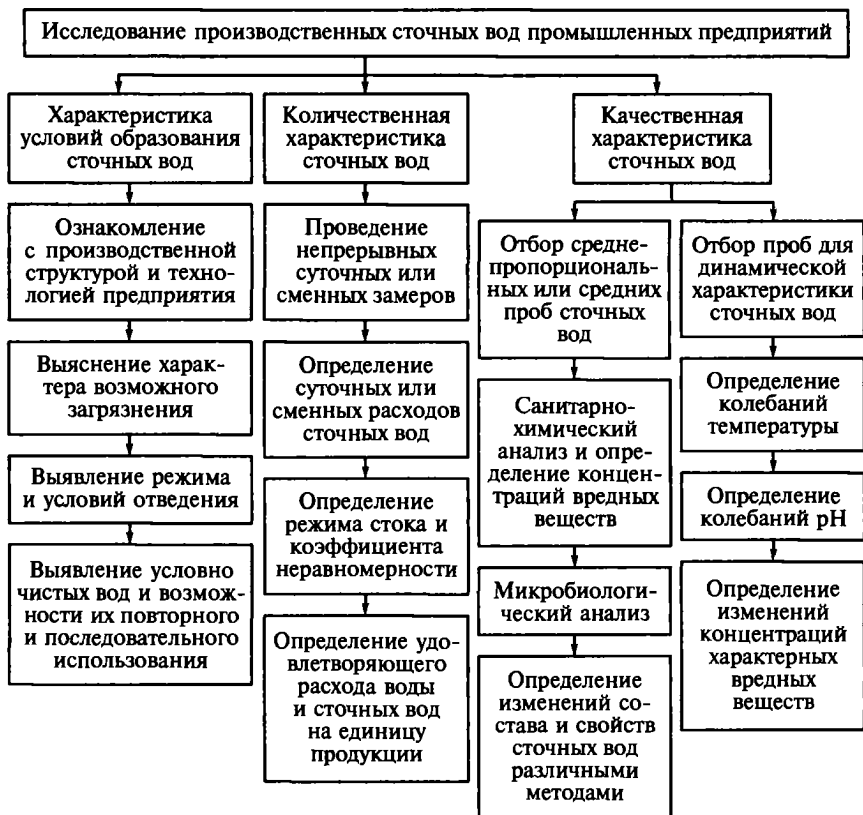 Исследование производственных сточных вод промышленных предприятий
Характеристика
условий образования
сточных вод
Количественная
характеристика
сточных вод
Качественная
характеристика
сточных вод
Ознакомление
с производственной
структурой и техно-
логией предприятия
Выяснение харак-
тера возможного
загрязнения
Выявление режима
и условий отведения
Выявление условно
чистых вод и возмож-
ности их повторного
и последовательного
использования
Проведение
непрерывных
суточных или
сменных замеров
Определение
суточных или
сменных расходов
сточных вод
Определение
режима стока и
коэффициента
неравномерности
Определение удо-
влетворяющего
расхода воды
и сточных вод
на единицу
продукции
Отбор средне-
пропорциональ-
ных или средних
проб сточных
вод
Санитарно-
химический
анализ и опре-
деление концен-
траций вредных
веществ
Микробиологи-
ческий анализ
Определение
изменений со-
става и свойств
сточных вод
различными
методами
Отбор проб для
динамической
характеристики
сточных вод
Определение
колебаний
температуры
Определение
колебаний pH
Определение
изменений
концентраций
характерных
вредных
веществ